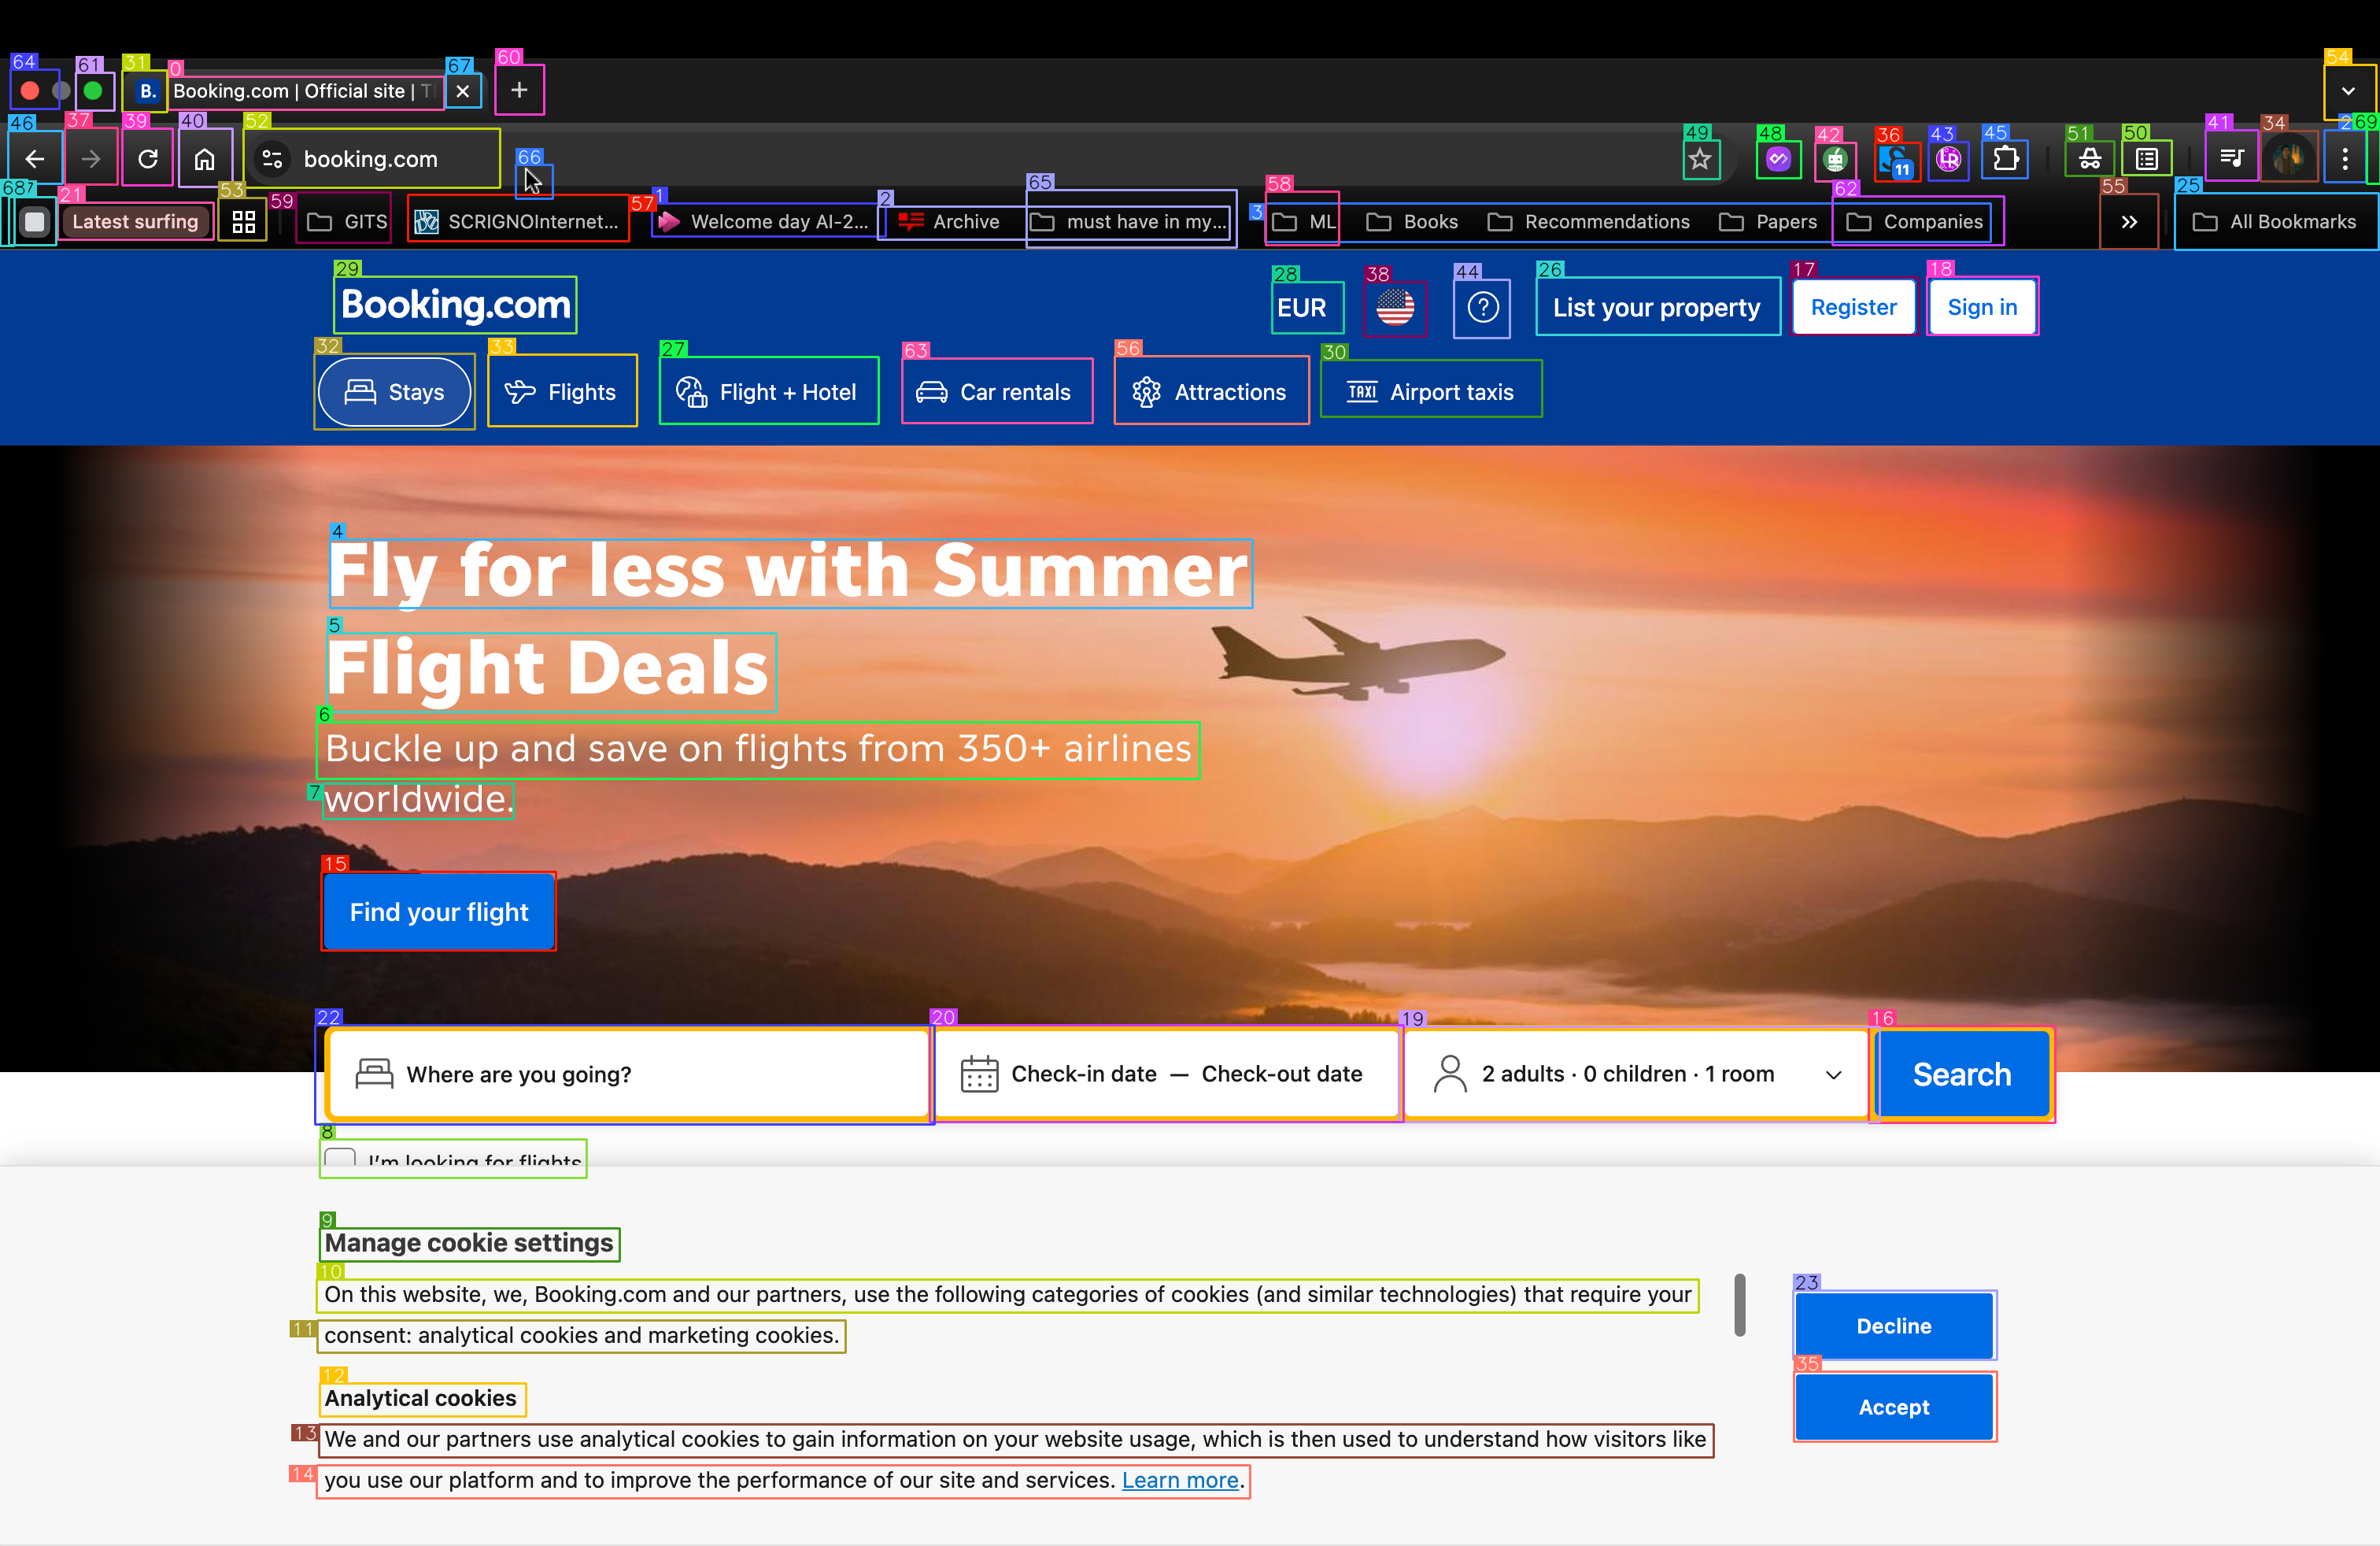 64 61 31 0 67 60 54
B. Booking.com | Official site | T
46 37 39 40 52 66 49 48 42 36 43 45 51 50 41 34 2 69
booking.com 11
687 21 53 59 57 1 2 65 3 58 62 55 25
Latest surfing GITS SCRIGNOInternet... Welcome day AI-2... Archive must have in my... ML Books Recommendations Papers Companies All Bookmarks
29 28 38 44 26 17 18
Booking.com EUR List your property Register Sign in
32 33 27 63 56 30
Stays Flights Flight + Hotel Car rentals Attractions TAXI Airport taxis
4
Fly for less with Summer
5
Flight Deals
6
Buckle up and save on flights from 350+ airlines
7
worldwide.
15
Find your flight
22 20 19 16
Where are you going? Check-in date — Check-out date 2 adults · 0 children · 1 room Search
8
I'm looking for flights
9
Manage cookie settings
10
On this website, we, Booking.com and our partners, use the following categories of cookies (and similar technologies) that require your
11
consent: analytical cookies and marketing cookies.
23
Decline
12
Analytical cookies
35
Accept
13
We and our partners use analytical cookies to gain information on your website usage, which is then used to understand how visitors like
14
you use our platform and to improve the performance of our site and services. Learn more.